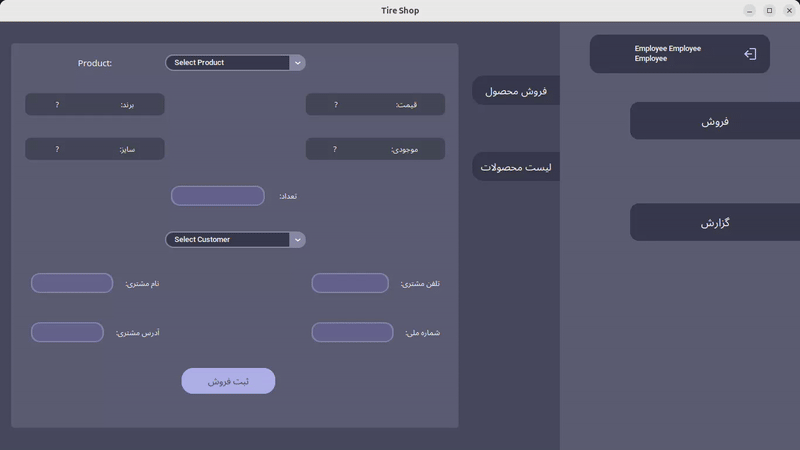 Tire Shop
Employee Employee
Employee
فروش
گزارش
فروش محصول
لیست محصولات
Product:
Select Product
برند:
?
قیمت:
?
سایز:
?
موجودی:
?
تعداد:
Select Customer
نام مشتری:
تلفن مشتری:
آدرس مشتری:
شماره ملی:
ثبت فروش